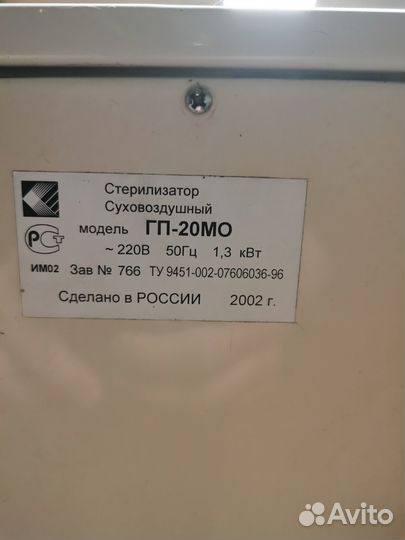 Стерилизатор
Суховоздушный
модель ГП-20МО
~ 220В 50Гц 1,3 кВт
ИМ02 Зав № 766 ТУ 9451-002-07606036-96
Сделано в РОССИИ 2002 г.
Avito